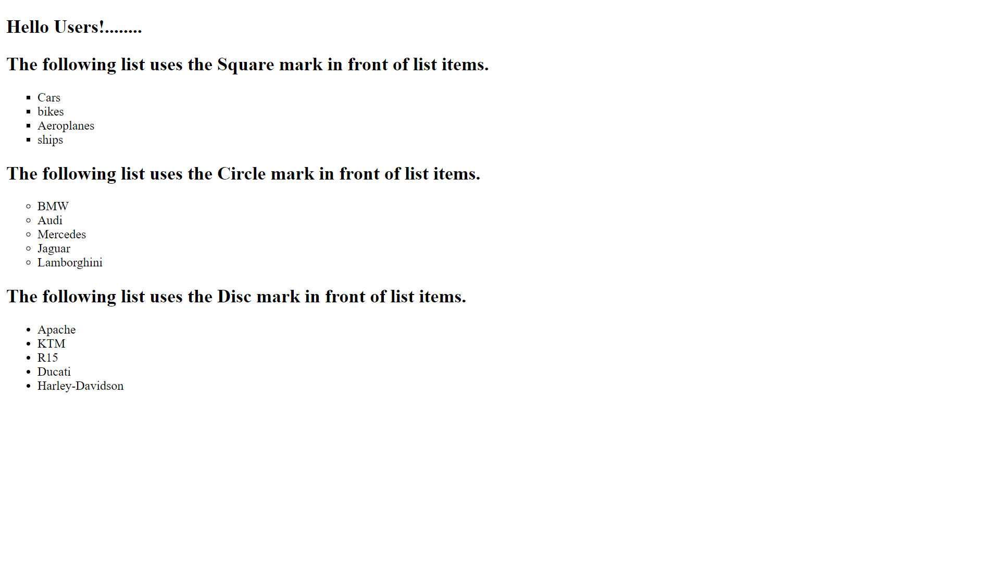 Hello Users!........
The following list uses the Square mark in front of list items.
Cars
bikes
Aeroplanes
ships
The following list uses the Circle mark in front of list items.
BMW
Audi
Mercedes
Jaguar
Lamborghini
The following list uses the Disc mark in front of list items.
Apache
KTM
R15
Ducati
Harley-Davidson